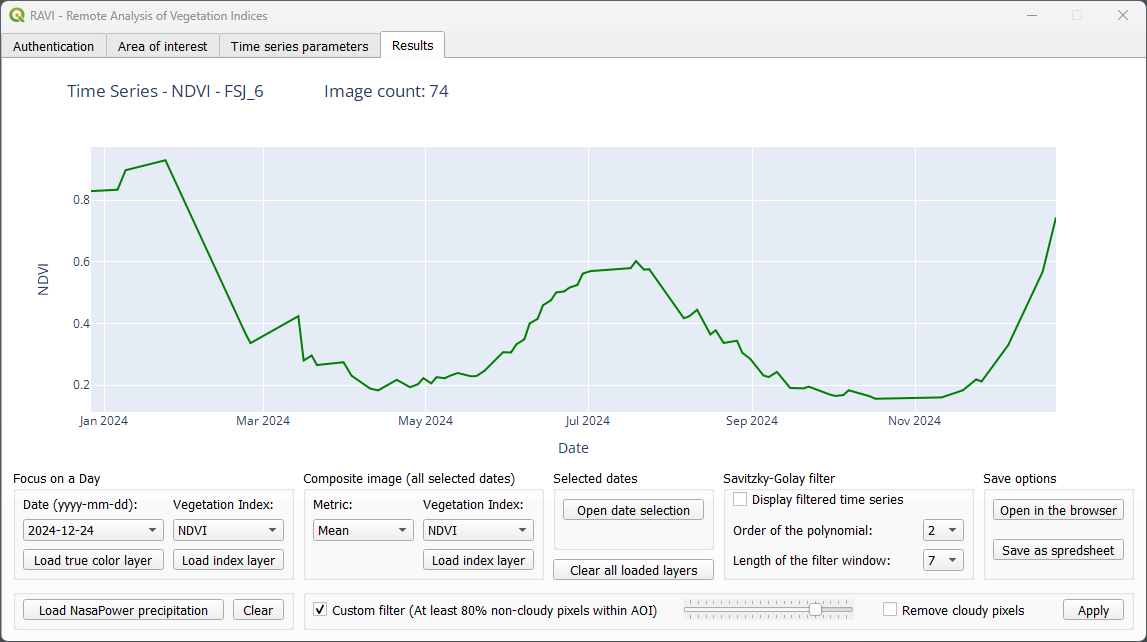 RAVI - Remote Analysis of Vegetation Indices
Authentication Area of interest Time series parameters Results
Time Series - NDVI - FSJ_6 Image count: 74
0.8
0.6
0.4
0.2
NDVI
Jan 2024 Mar 2024 May 2024 Jul 2024 Sep 2024 Nov 2024
Date
Focus on a Day Composite image (all selected dates) Selected dates Savitzky-Golay filter Save options
Date (yyyy-mm-dd): Vegetation Index: Metric: Vegetation Index: Open date selection Display filtered time series Open in the browser
2024-12-24 NDVI Mean NDVI Order of the polynomial: 2
Load true color layer Load index layer Load index layer Clear all loaded layers Length of the filter window: 7 Save as spredsheet
Load NasaPower precipitation Clear Custom filter (At least 80% non-cloudy pixels within AOI) Remove cloudy pixels Apply